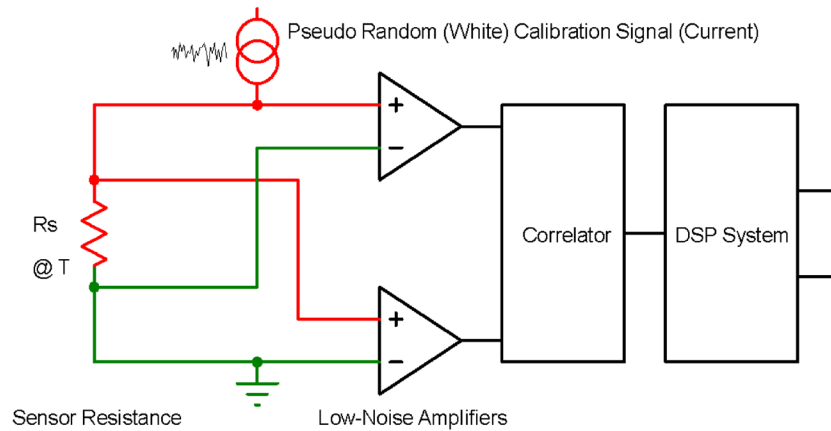 Pseudo Random (White) Calibration Signal (Current)
+
−
Rs
@ T
Correlator
DSP System
+
−
Sensor Resistance
Low-Noise Amplifiers